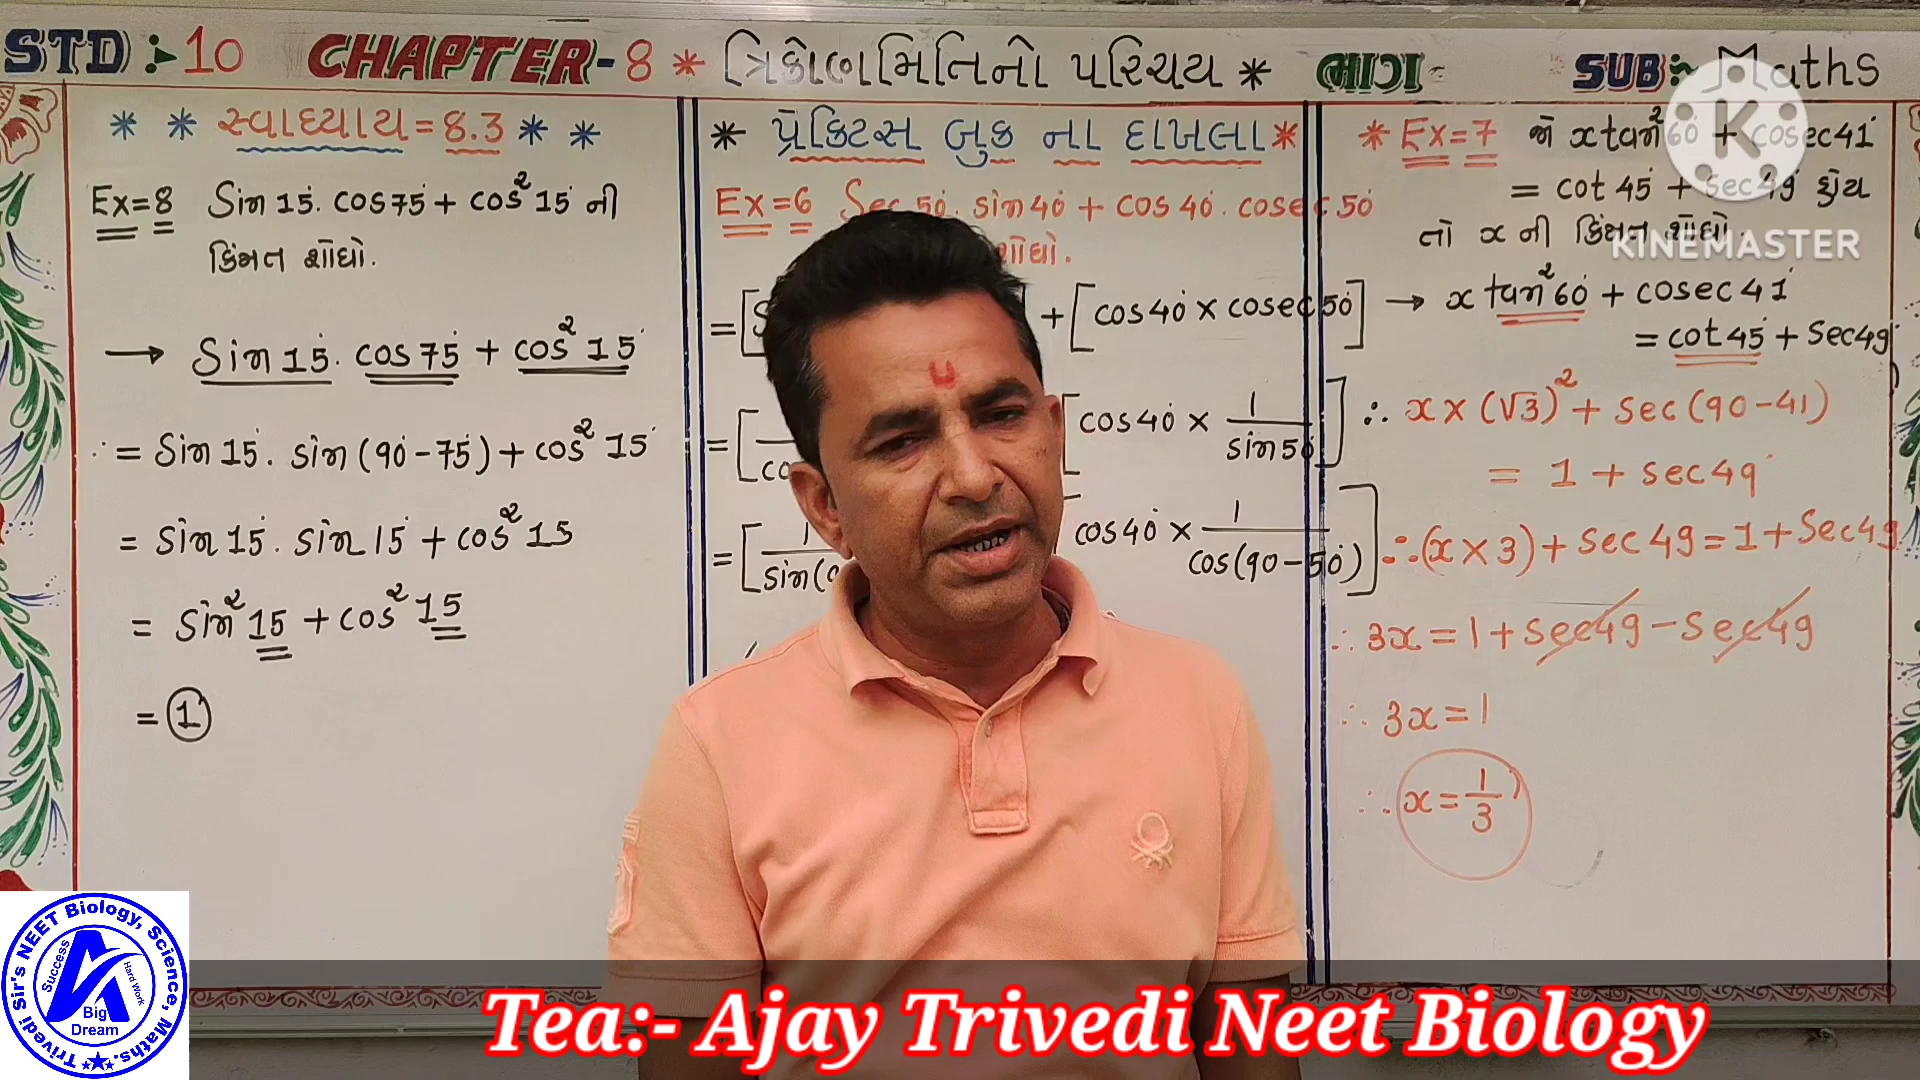 STD :- 10 CHAPTER-8 * ત્રિકોણમિતિનો પરિચય * ભાગ :- SUB :- Maths
* * સ્વાધ્યાય = 8.3 * *
Ex=8 Sin 15°. cos 75° + cos² 15° ની
કિંમત શોધો.
→ Sin 15°. cos 75° + cos² 15°
∴ = Sin 15°. sin (90° - 75°) + cos² 15°
= Sin 15°. sin 15° + cos² 15
= Sin² 15 + cos² 15
= 1
* પ્રેક્ટિસ બુક ના દાખલા *
Ex=6 Sec 50°. sin 40° + cos 40°. cosec 50°
શોધો.
= [S + [cos 40° × cosec 50°]
= [ co [cos 40° × 1/sin 50°]
= [1/sin(9 cos 40° × 1/cos(90 - 50°)]
* Ex=7 જો x tan² 60° + cosec 41°
= cot 45° + sec 49° હોય
તો x ની કિંમત શોધો.
→ x tan² 60° + cosec 41°
= cot 45° + Sec 49°
∴ x × (√3)² + sec (90 - 41)
= 1 + sec 49°
∴ (x × 3) + sec 49 = 1 + Sec 49
∴ 3x = 1 + sec 49 - sec 49
∴ 3x = 1
∴ x = 1/3
K
KINEMASTER
Trivedi Sir's NEET Biology, Science, Maths.
Success
Hard Work
Big
Dream
Tea:- Ajay Trivedi Neet Biology